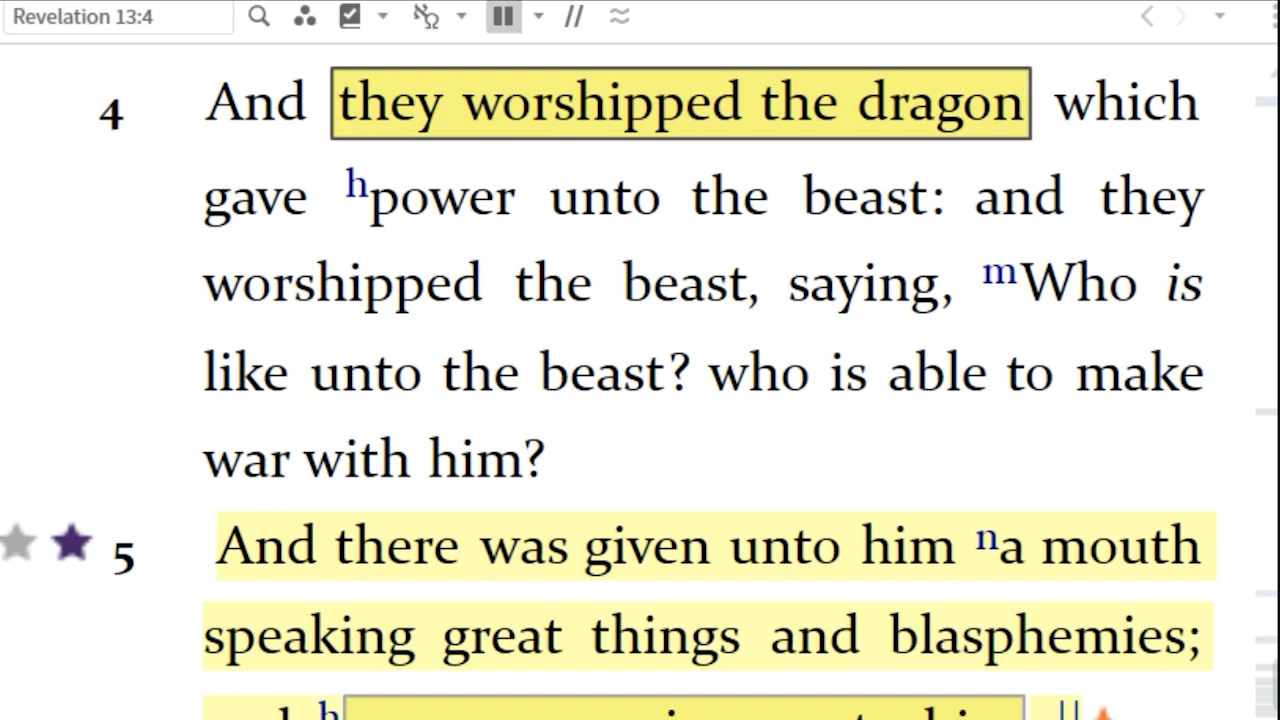 Revelation 13:4
4 And they worshipped the dragon which
gave hpower unto the beast: and they
worshipped the beast, saying, mWho is
like unto the beast? who is able to make
war with him?
5 And there was given unto him na mouth
speaking great things and blasphemies;